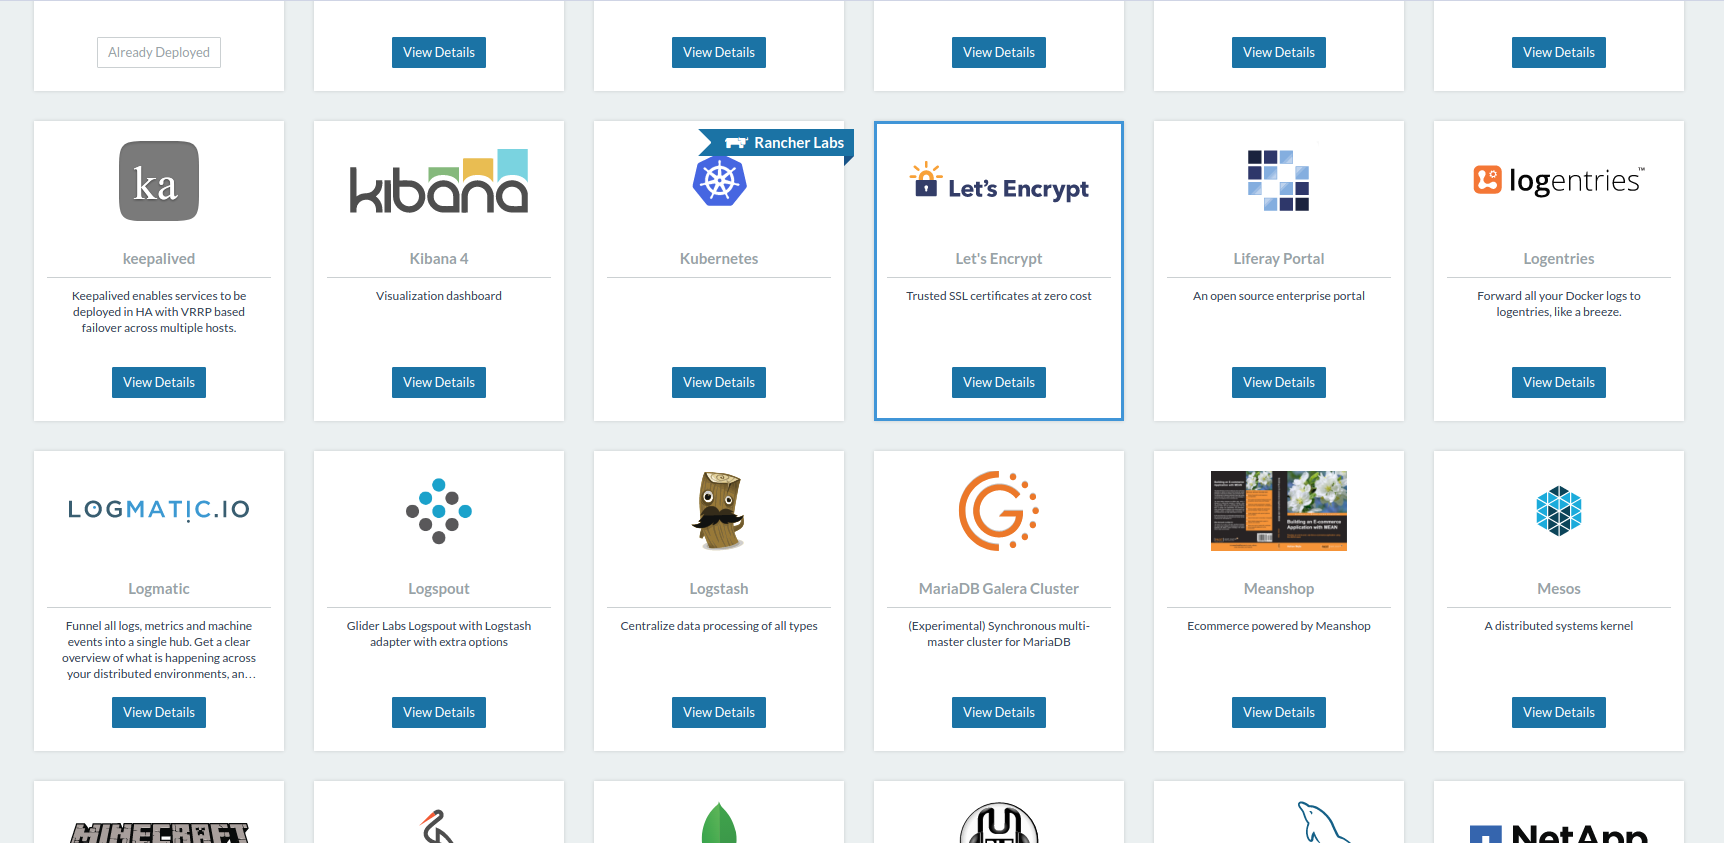 Already Deployed
View Details
View Details
View Details
View Details
View Details
ka
keepalived
Keepalived enables services to be
deployed in HA with VRRP based
failover across multiple hosts.
View Details
kibana
Kibana 4
Visualization dashboard
View Details
Rancher Labs
Kubernetes
View Details
Let's Encrypt
Let's Encrypt
Trusted SSL certificates at zero cost
View Details
Liferay Portal
An open source enterprise portal
View Details
logentries™
Logentries
Forward all your Docker logs to
logentries, like a breeze.
View Details
LOGMATIC.IO
Logmatic
Funnel all logs, metrics and machine
events into a single hub. Get a clear
overview of what is happening across
your distributed environments, an...
View Details
Logspout
Glider Labs Logspout with Logstash
adapter with extra options
View Details
Logstash
Centralize data processing of all types
View Details
MariaDB Galera Cluster
(Experimental) Synchronous multi-
master cluster for MariaDB
View Details
Building an E-commerce
Application with MEAN
Meanshop
Ecommerce powered by Meanshop
View Details
Mesos
A distributed systems kernel
View Details
MINECRAFT
NetApp